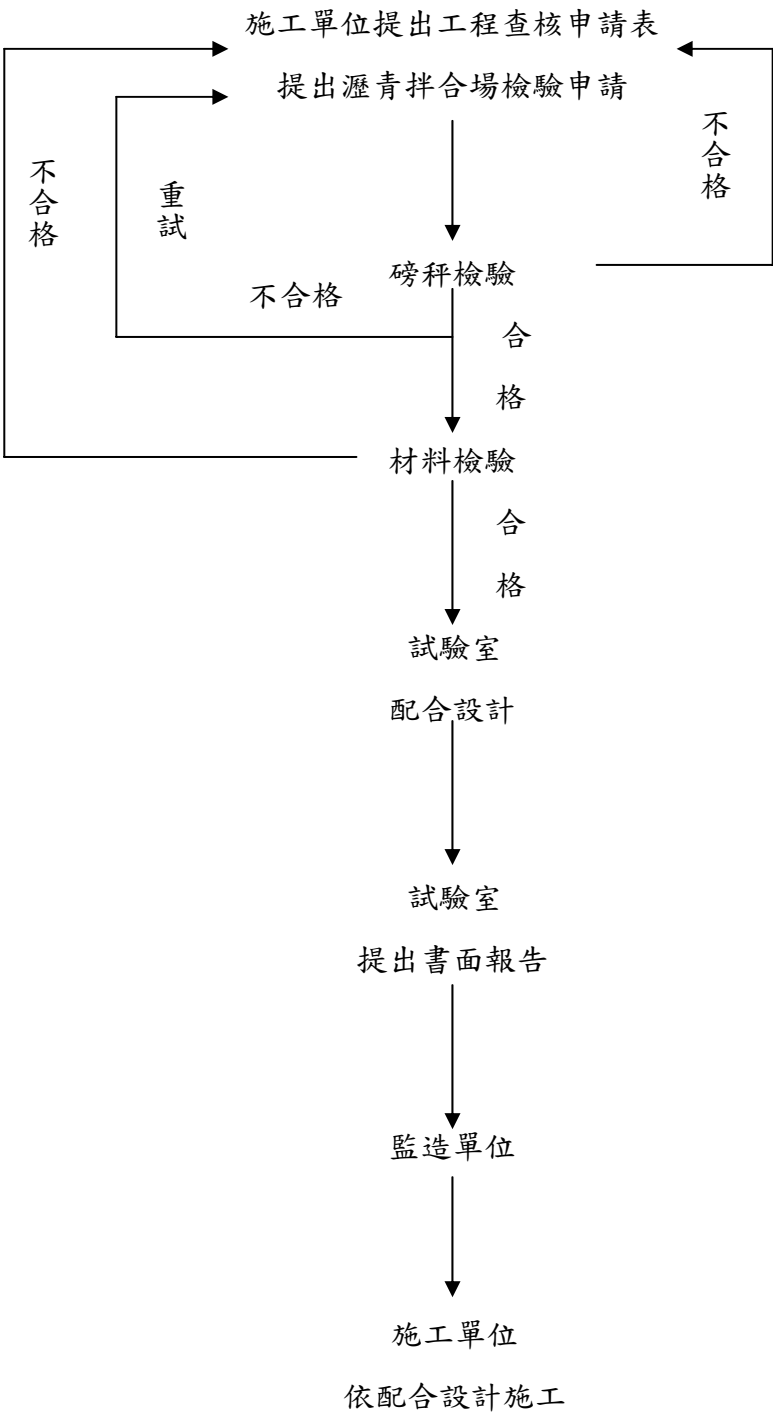 施工單位提出工程查核申請表
提出瀝青拌合場檢驗申請
不合格
不合格
重試
磅秤檢驗
不合格
合格
材料檢驗
合格
試驗室
配合設計
試驗室
提出書面報告
監造單位
施工單位
依配合設計施工